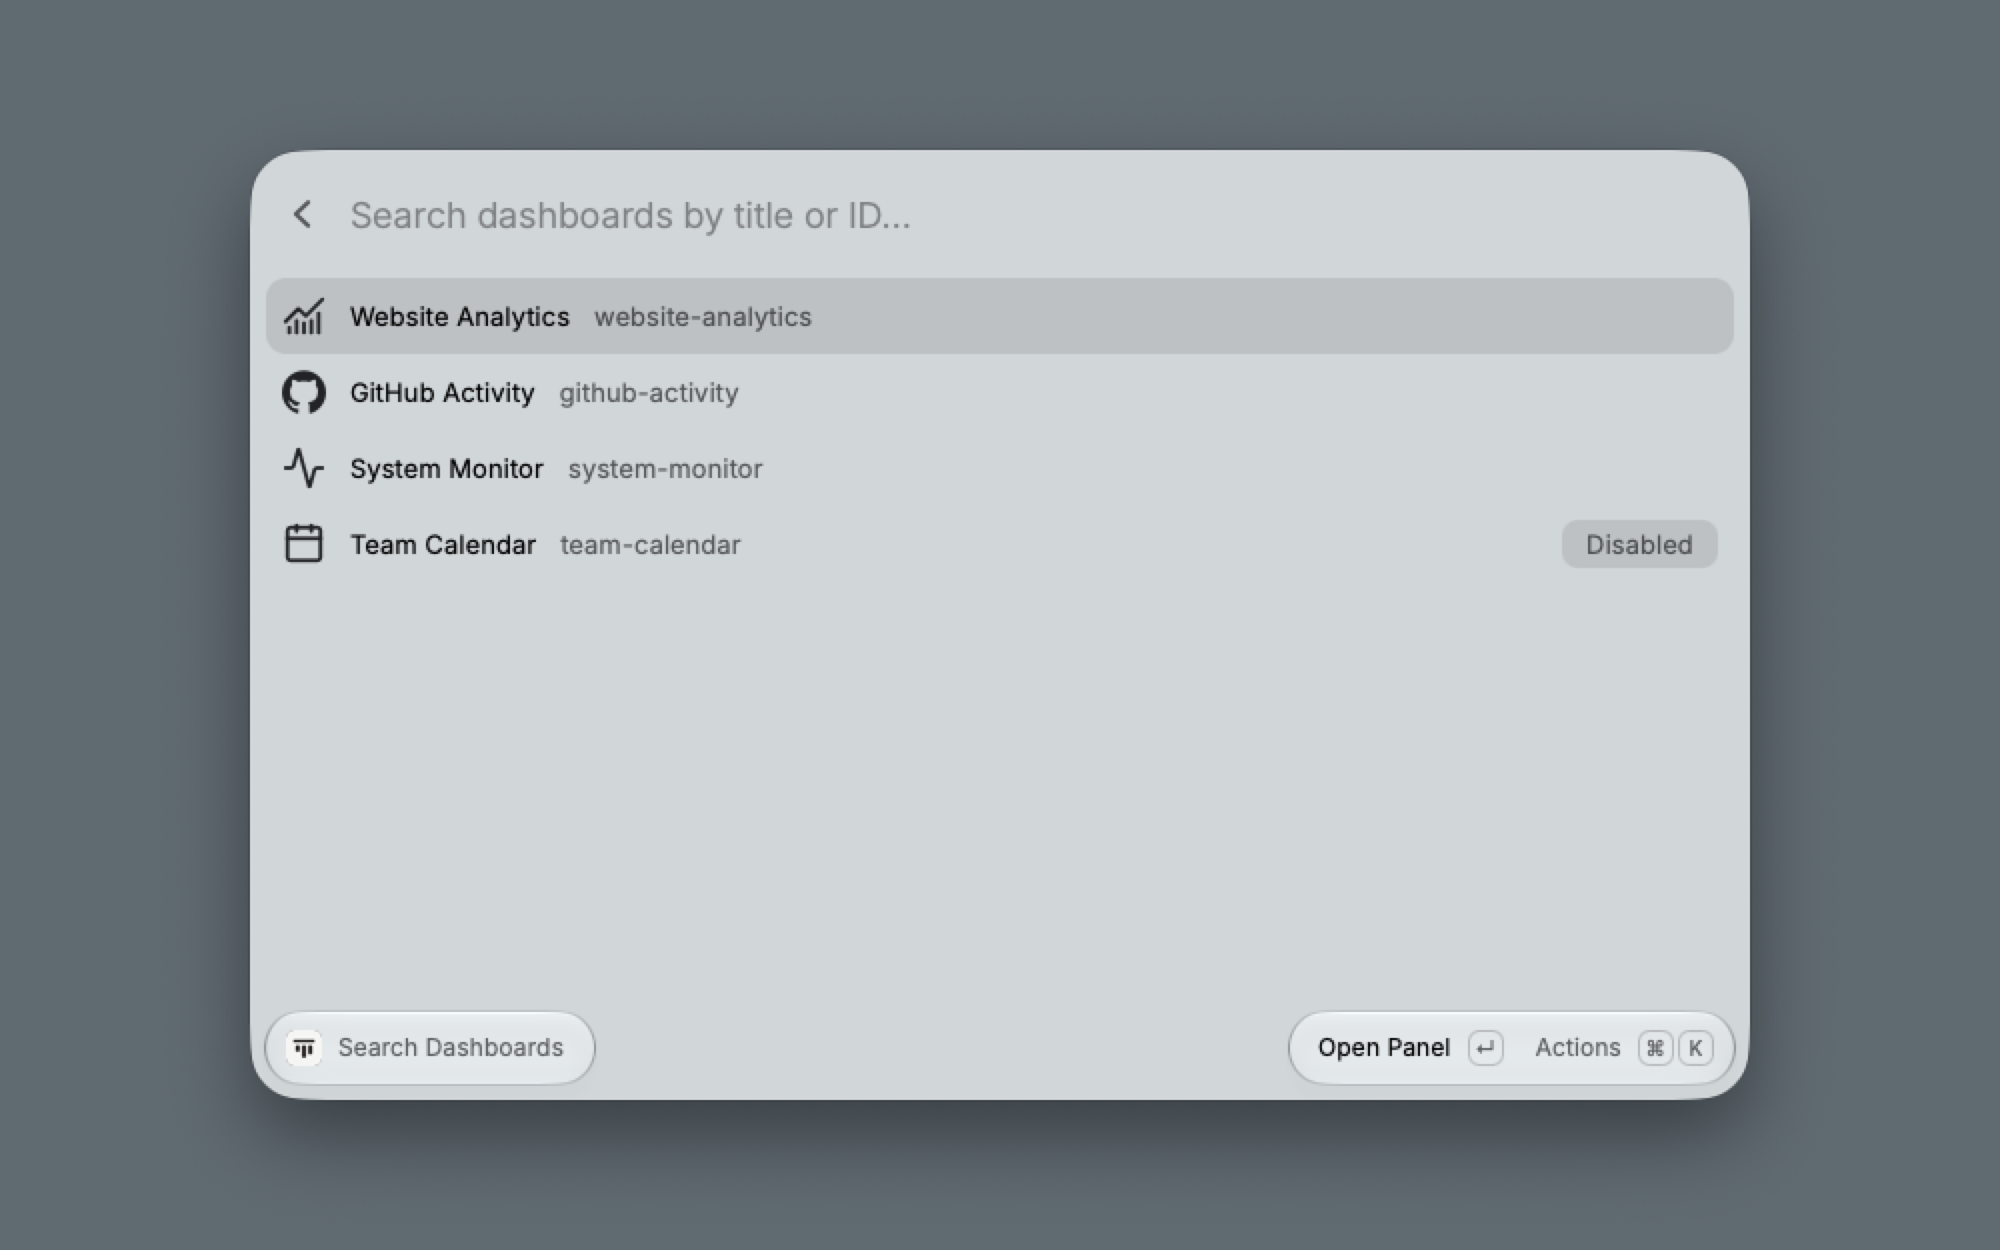 Search dashboards by title or ID...
Website Analytics website-analytics
GitHub Activity github-activity
System Monitor system-monitor
Team Calendar team-calendar Disabled
Search Dashboards Open Panel ↵ Actions ⌘ K